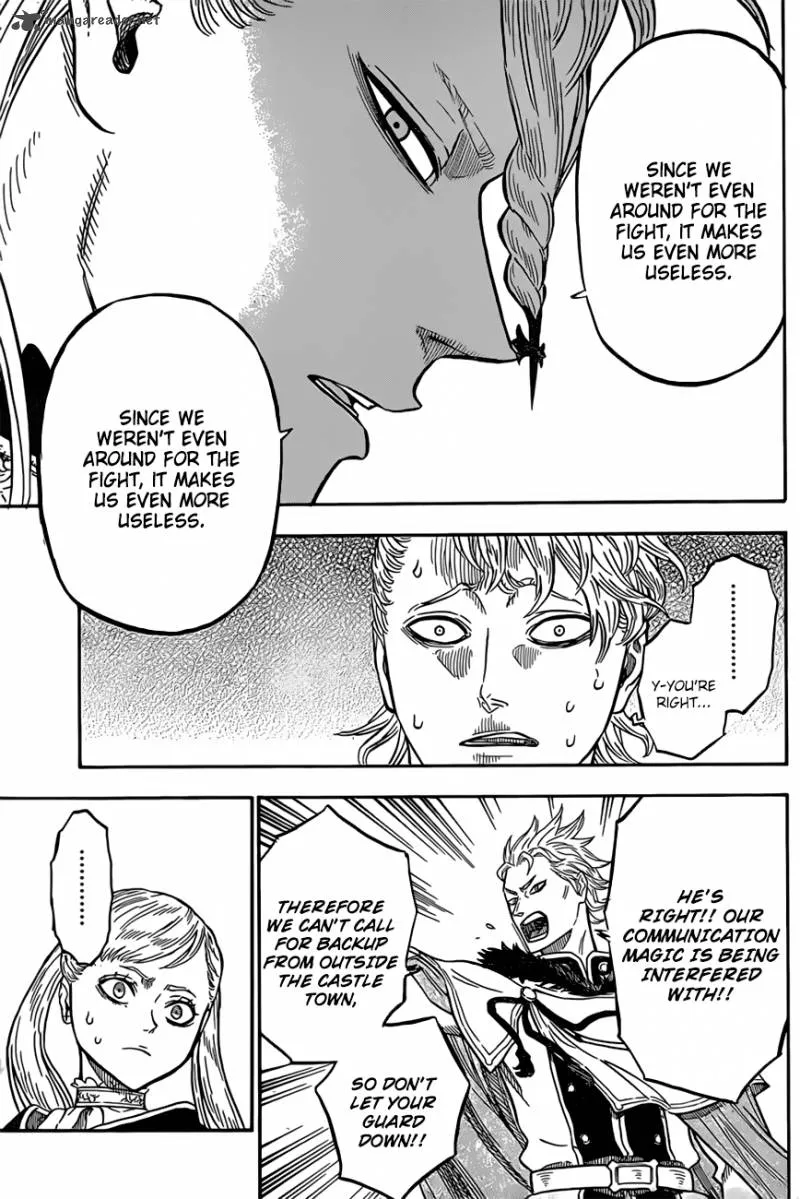 mangareader.net
SINCE WE
WEREN'T EVEN
AROUND FOR THE
FIGHT, IT MAKES
US EVEN MORE
USELESS.
SINCE WE
WEREN'T EVEN
AROUND FOR THE
FIGHT, IT MAKES
US EVEN MORE
USELESS.
.........
Y-YOU'RE
RIGHT...
HE'S
RIGHT!! OUR
COMMUNICATION
MAGIC IS BEING
INTERFERED
WITH!!
THEREFORE
WE CAN'T CALL
FOR BACKUP
FROM OUTSIDE
THE CASTLE
TOWN,
SO DON'T
LET YOUR
GUARD
DOWN!!
.........